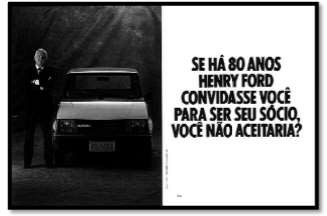 SE HÁ 80 ANOS
HENRY FORD
CONVIDASSE VOCÊ
PARA SER SEU SÓCIO,
VOCÊ NÃO ACEITARIA?